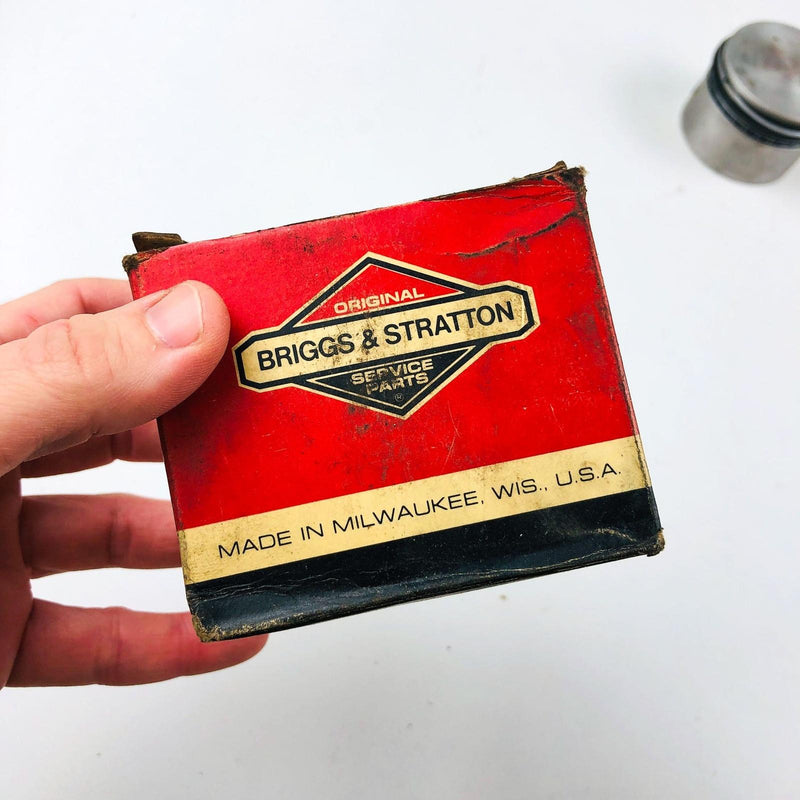 ORIGINAL
BRIGGS & STRATTON
SERVICE
PARTS
®
MADE IN MILWAUKEE, WIS., U.S.A.